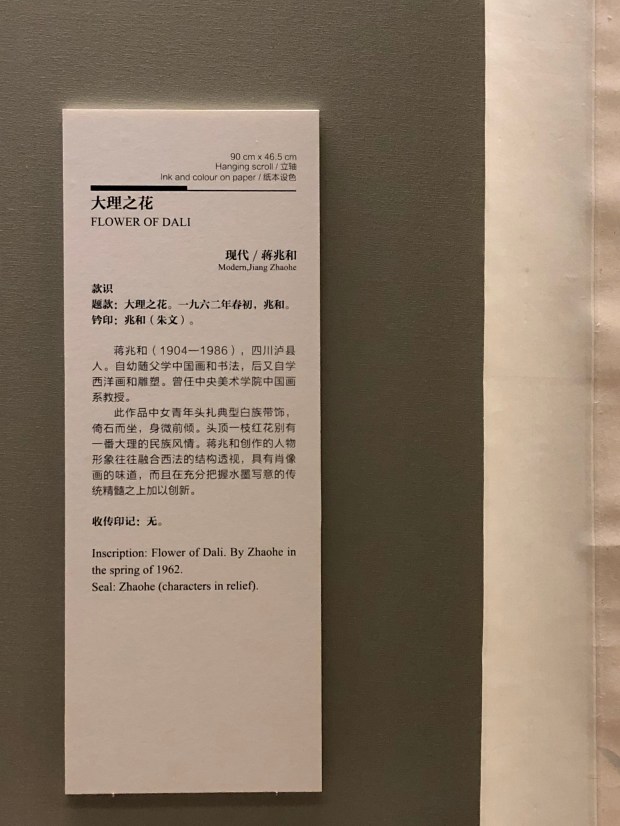 90 cm x 46.5 cm
Hanging scroll / 立轴
Ink and colour on paper / 纸本设色
大理之花
FLOWER OF DALI
现代 / 蒋兆和
Modern,Jiang Zhaohe
款识
题款：大理之花。一九六二年春初，兆和。
钤印：兆和（朱文）。
蒋兆和（1904—1986），四川泸县
人。自幼随父学中国画和书法，后又自学
西洋画和雕塑。曾任中央美术学院中国画
系教授。
此作品中女青年头扎典型白族带饰，
倚石而坐，身微前倾。头顶一枝红花别有
一番大理的民族风情。蒋兆和创作的人物
形象往往融合西法的结构透视，具有肖像
画的味道，而且在充分把握水墨写意的传
统精髓之上加以创新。
收传印记：无。
Inscription: Flower of Dali. By Zhaohe in
the spring of 1962.
Seal: Zhaohe (characters in relief).